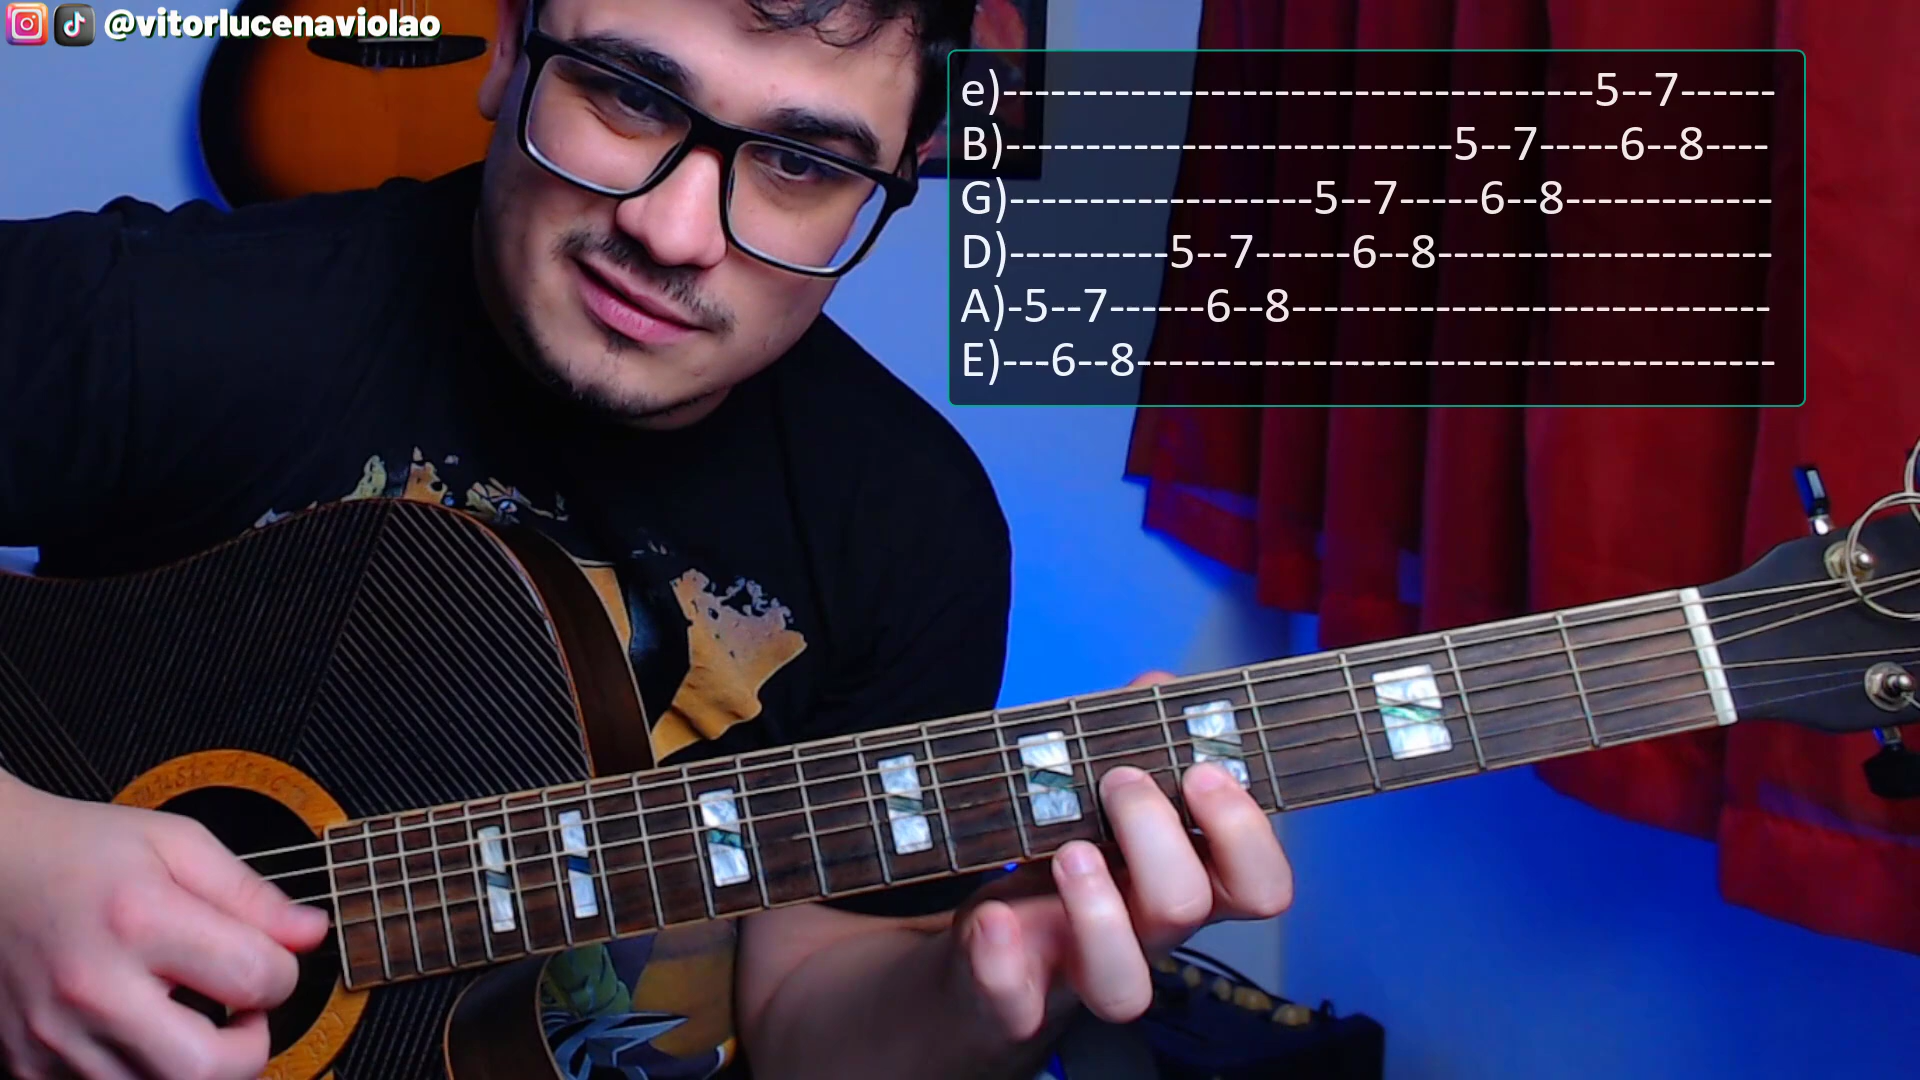 @vitorlucenaviolao
e)-------------------------------------5--7------
B)----------------------------5--7-----6--8----
G)-------------------5--7-----6--8-------------
D)----------5--7------6--8---------------------
A)-5--7------6--8------------------------------
E)---6--8----------------------------------------